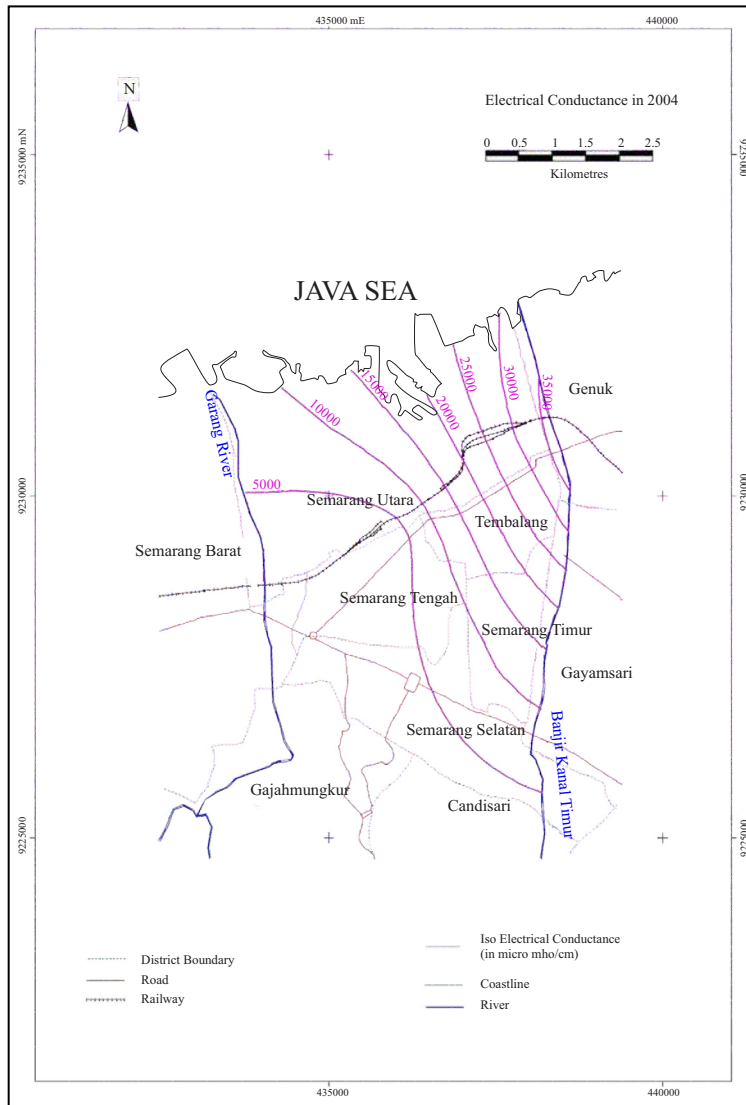 435000 mE
440000
N
Electrical Conductance in 2004
0 0.5 1 1.5 2 2.5
Kilometres
9235000 mN
9235000
JAVA SEA
Genuk
Garang River
10000
15000
20000
25000
30000
35000
5000
Semarang Utara
9230000
9230000
Tembalang
Semarang Barat
Semarang Tengah
Semarang Timur
Gayamsari
Semarang Selatan
Banjir Kanal Timur
Gajahmungkur
Candisari
9225000
9225000
District Boundary
Road
Railway
Iso Electrical Conductance
(in micro mho/cm)
Coastline
River
435000
440000